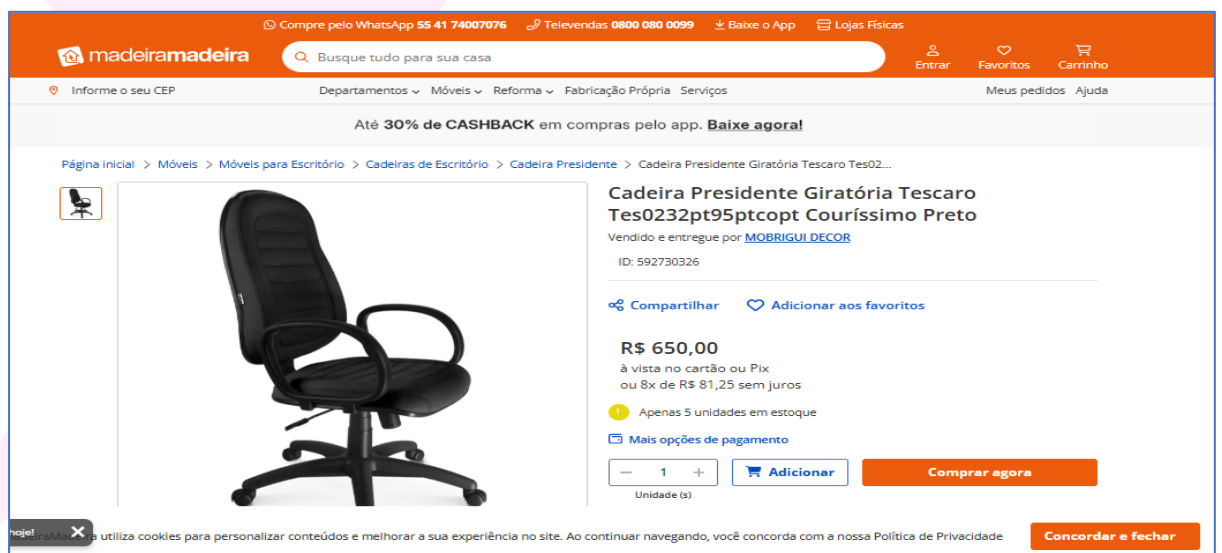 Compre pelo WhatsApp 55 41 74007076 Televendas 0800 080 0099 Baixe o App Lojas Físicas
madeiramadeira Busque tudo para sua casa Entrar Favoritos Carrinho
Informe o seu CEP Departamentos Móveis Reforma Fabricação Própria Serviços Meus pedidos Ajuda
Até 30% de CASHBACK em compras pelo app. Baixe agora!
Página inicial > Móveis > Móveis para Escritório > Cadeiras de Escritório > Cadeira Presidente > Cadeira Presidente Giratória Tescaro Tes02...
Cadeira Presidente Giratória Tescaro
Tes0232pt95ptcopt Couríssimo Preto
Vendido e entregue por MOBRIGUI DECOR
ID: 592730326
Compartilhar Adicionar aos favoritos
R$ 650,00
à vista no cartão ou Pix
ou 8x de R$ 81,25 sem juros
Apenas 5 unidades em estoque
Mais opções de pagamento
— 1 + Adicionar Comprar agora
Unidade (s)
hoje! X utiliza cookies para personalizar conteúdos e melhorar a sua experiência no site. Ao continuar navegando, você concorda com a nossa Política de Privacidade Concordar e fechar